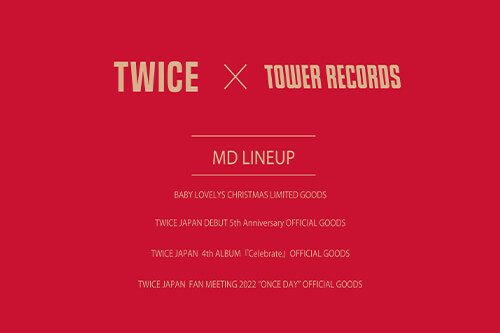 TWICE × TOWER RECORDS
MD LINEUP
BABY LOVELYS CHRISTMAS LIMITED GOODS
TWICE JAPAN DEBUT 5th Anniversary OFFICIAL GOODS
TWICE JAPAN 4th ALBUM『Celebrate』OFFICIAL GOODS
TWICE JAPAN FAN MEETING 2022 "ONCE DAY" OFFICIAL GOODS